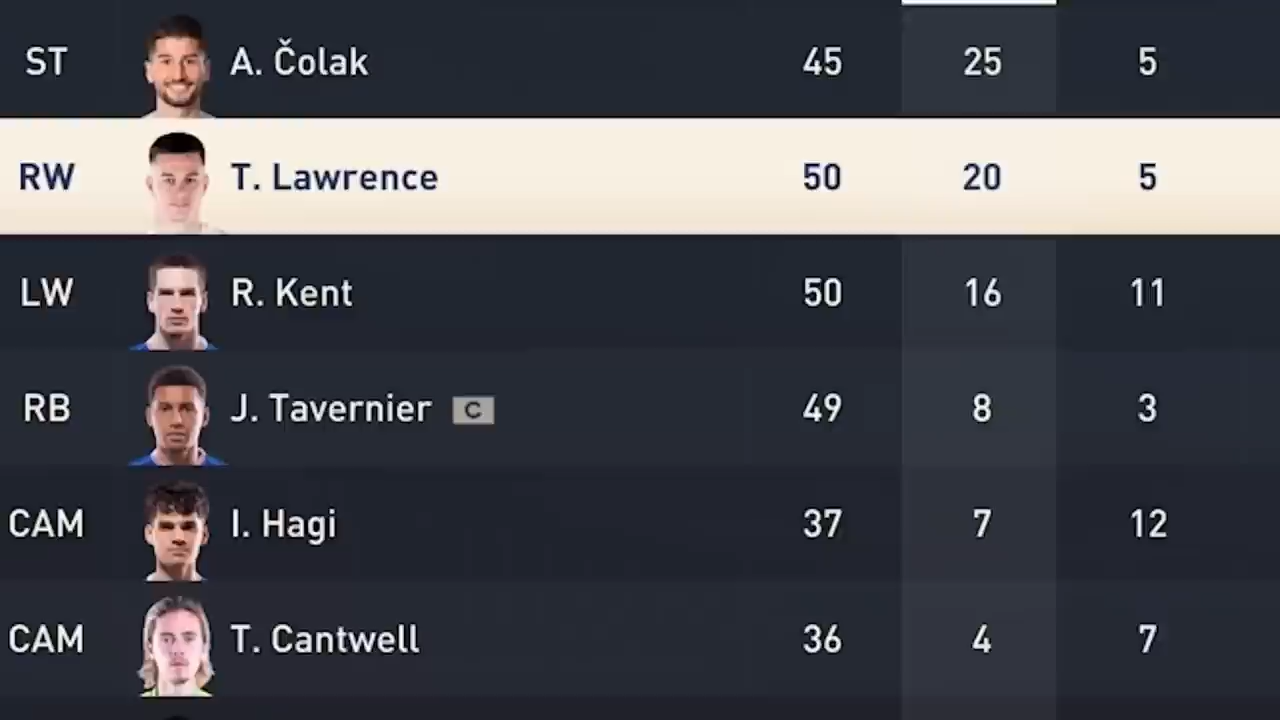 ST A. Čolak 45 25 5
RW T. Lawrence 50 20 5
LW R. Kent 50 16 11
RB J. Tavernier C 49 8 3
CAM I. Hagi 37 7 12
CAM T. Cantwell 36 4 7